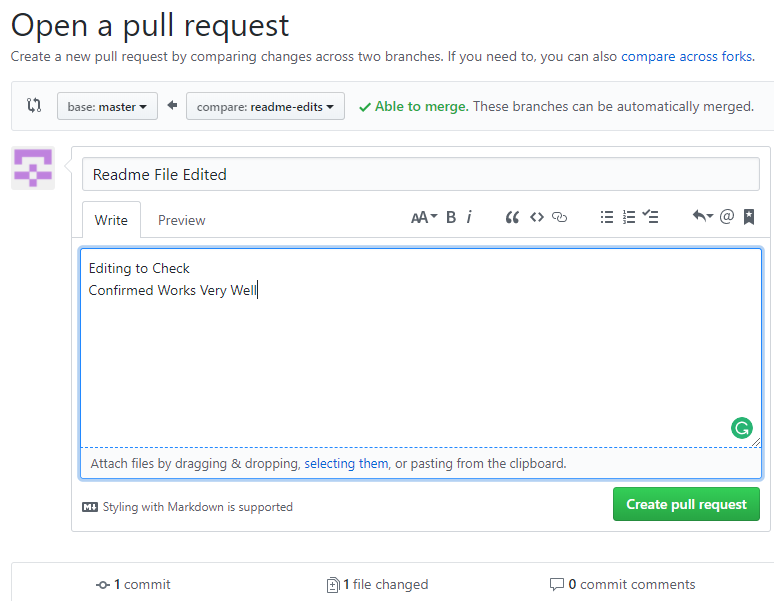 Open a pull request
Create a new pull request by comparing changes across two branches. If you need to, you can also compare across forks.
base: master compare: readme-edits Able to merge. These branches can be automatically merged.
Readme File Edited
Write Preview AA B i @
Editing to Check
Confirmed Works Very Well
Attach files by dragging & dropping, selecting them, or pasting from the clipboard.
Styling with Markdown is supported Create pull request
1 commit 1 file changed 0 commit comments